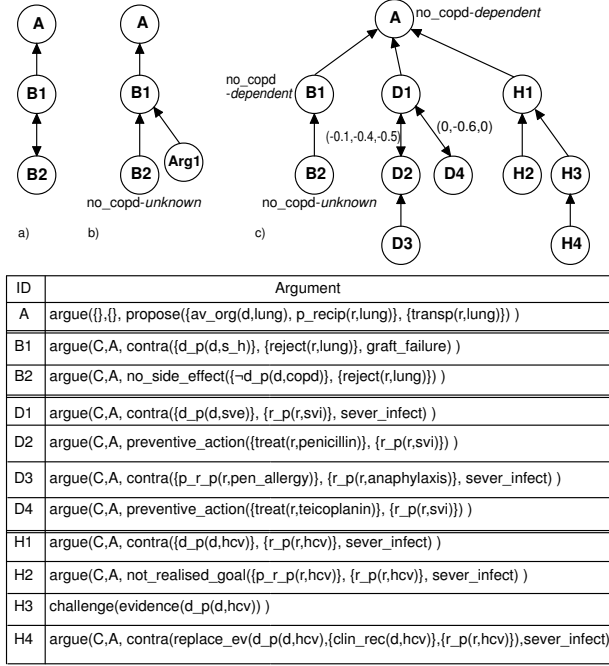 A
B1
B2
a)
A
B1
B2
Arg1
no_copd-unknown
b)
A
no_copd-dependent
no_copd
-dependent
B1
D1
H1
(-0.1,-0.4,-0.5)
(0,-0.6,0)
B2
D2
D4
H2
H3
no_copd-unknown
c)
D3
H4
ID Argument
A argue({},{}, propose({av_org(d,lung), p_recip(r,lung)}, {transp(r,lung)}) )
B1 argue(C,A, contra({d_p(d,s_h)}, {reject(r,lung)}, graft_failure) )
B2 argue(C,A, no_side_effect({¬d_p(d,copd)}, {reject(r,lung)}) )
D1 argue(C,A, contra({d_p(d,sve)}, {r_p(r,svi)}, sever_infect) )
D2 argue(C,A, preventive_action({treat(r,penicillin)}, {r_p(r,svi)}) )
D3 argue(C,A, contra({p_r_p(r,pen_allergy)}, {r_p(r,anaphylaxis)}, sever_infect) )
D4 argue(C,A, preventive_action({treat(r,teicoplanin)}, {r_p(r,svi)}) )
H1 argue(C,A, contra({d_p(d,hcv)}, {r_p(r,hcv)}, sever_infect) )
H2 argue(C,A, not_realised_goal({p_r_p(r,hcv)}, {r_p(r,hcv)}, sever_infect) )
H3 challenge(evidence(d_p(d,hcv)) )
H4 argue(C,A, contra(replace_ev(d_p(d,hcv),{clin_rec(d,hcv)},{r_p(r,hcv)}),sever_infect)